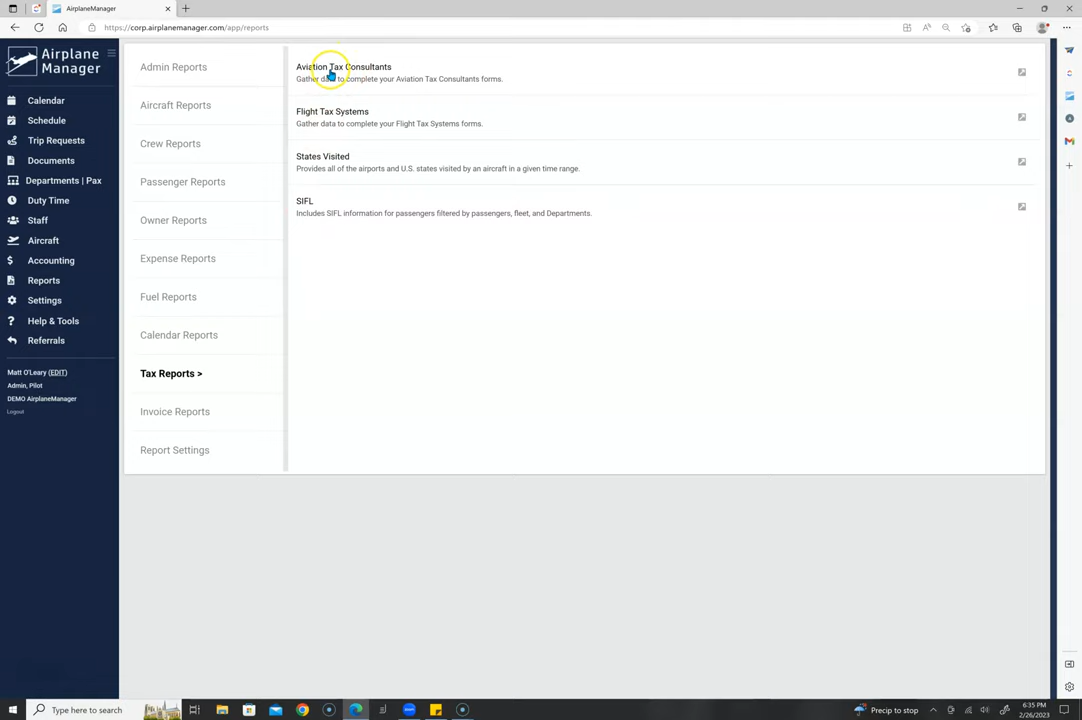 AirplaneManager
https://corp.airplanemanager.com/app/reports
Airplane
Manager
Calendar
Schedule
Trip Requests
Documents
Departments | Pax
Duty Time
Staff
Aircraft
Accounting
Reports
Settings
Help & Tools
Referrals
Matt O'Leary (EDIT)
Admin, Pilot
DEMO AirplaneManager
Logout
Admin Reports
Aircraft Reports
Crew Reports
Passenger Reports
Owner Reports
Expense Reports
Fuel Reports
Calendar Reports
Tax Reports >
Invoice Reports
Report Settings
Aviation Tax Consultants
Gather data to complete your Aviation Tax Consultants forms.
Flight Tax Systems
Gather data to complete your Flight Tax Systems forms.
States Visited
Provides all of the airports and U.S. states visited by an aircraft in a given time range.
SIFL
Includes SIFL information for passengers filtered by passengers, fleet, and Departments.
Type here to search
Precip to stop
6:35 PM
2/26/2023